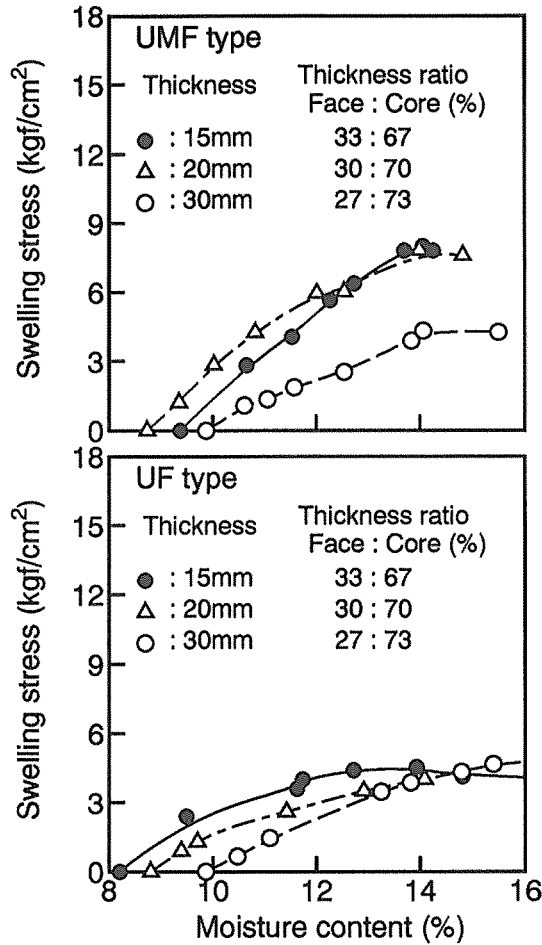 18
15
12
9
6
3
0
Swelling stress (kgf/cm²)
UMF type
Thickness Thickness ratio
Face : Core (%)
: 15mm 33 : 67
: 20mm 30 : 70
: 30mm 27 : 73
18
15
12
9
6
3
0
Swelling stress (kgf/cm²)
UF type
Thickness Thickness ratio
Face : Core (%)
: 15mm 33 : 67
: 20mm 30 : 70
: 30mm 27 : 73
8 10 12 14 16
Moisture content (%)